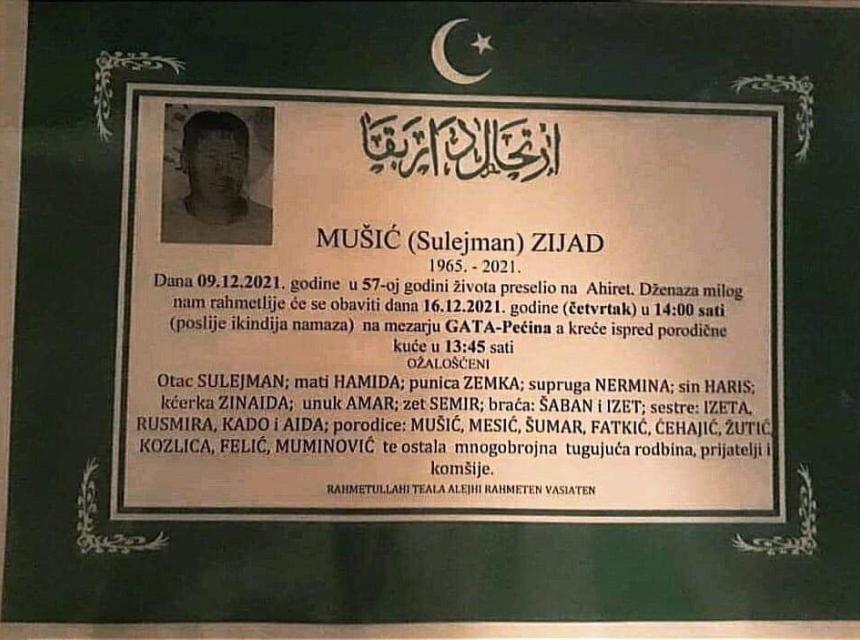 ارتحال دار بقا
MUŠIĆ (Sulejman) ZIJAD
1965. - 2021.
Dana 09.12.2021. godine u 57-oj godini života preselio na Ahiret. Dženaza milog
nam rahmetlije će se obaviti dana 16.12.2021. godine (četvrtak) u 14:00 sati
(poslije ikindija namaza) na mezarju GATA-Pećina a kreće ispred porodične
kuće u 13:45 sati
OŽALOŠĆENI
Otac SULEJMAN; mati HAMIDA; punica ZEMKA; supruga NERMINA; sin HARIS;
kćerka ZINAIDA; unuk AMAR; zet SEMIR; braća: ŠABAN i IZET; sestre: IZETA,
RUSMIRA, KADO i AIDA; porodice: MUŠIĆ, MESIĆ, ŠUMAR, FATKIĆ, ĆEHAJIĆ, ŽUTIĆ,
KOZLICA, FELIĆ, MUMINOVIĆ te ostala mnogobrojna tugujuća rodbina, prijatelji i
komšije.
RAHMETULLAHI TEALA ALEJHI RAHMETEN VASIATEN